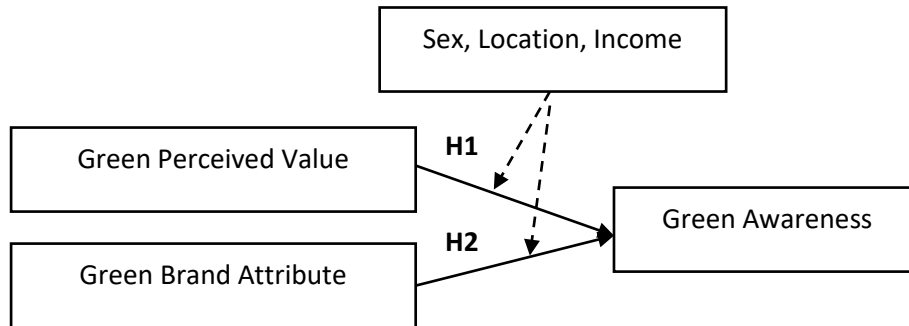 Sex, Location, Income
H1
Green Perceived Value
Green Awareness
H2
Green Brand Attribute